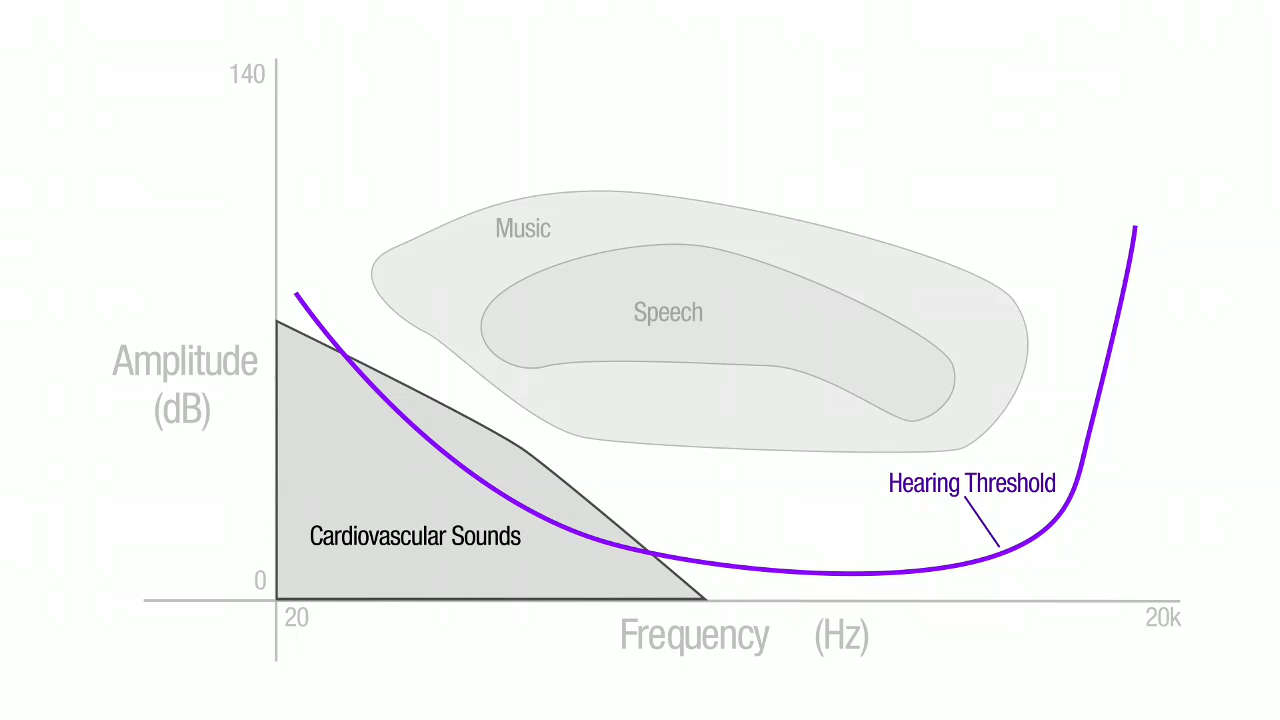 140
Music
Speech
Amplitude
(dB)
Hearing Threshold
Cardiovascular Sounds
0
20
20k
Frequency (Hz)